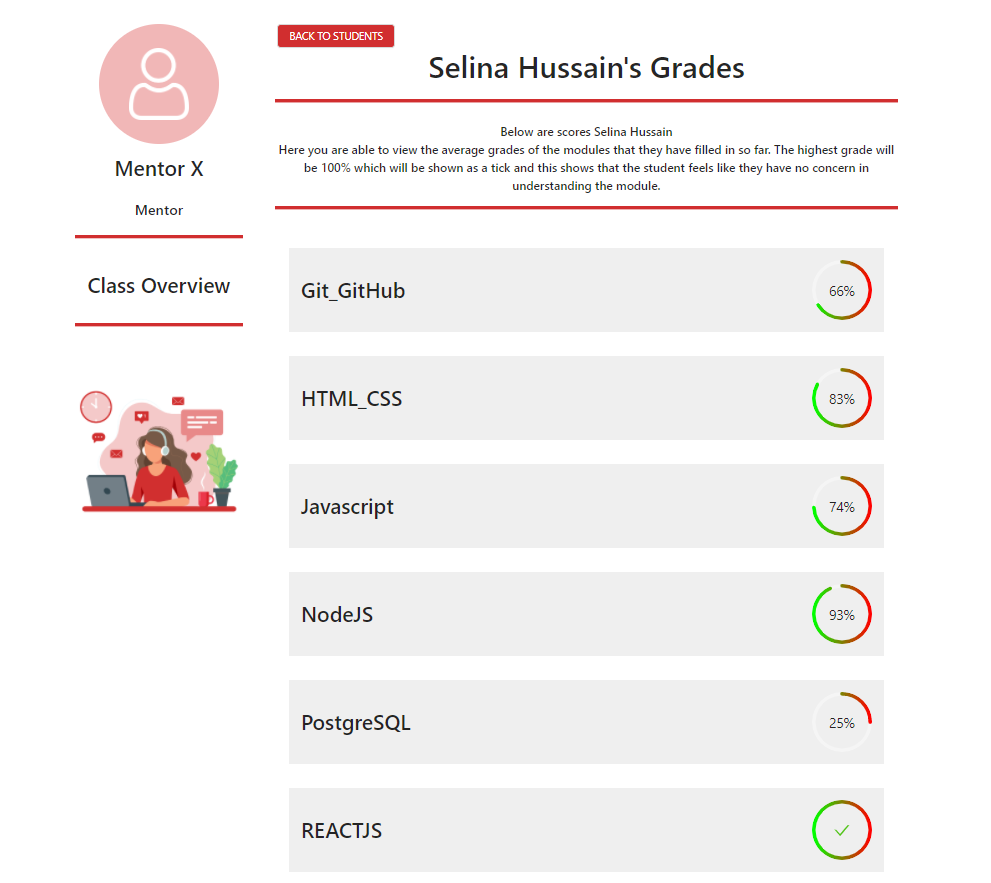 Mentor X
Mentor
Class Overview
BACK TO STUDENTS
Selina Hussain's Grades
Below are scores Selina Hussain
Here you are able to view the average grades of the modules that they have filled in so far. The highest grade will
be 100% which will be shown as a tick and this shows that the student feels like they have no concern in
understanding the module.
Git_GitHub
66%
HTML_CSS
83%
Javascript
74%
NodeJS
93%
PostgreSQL
25%
REACTJS